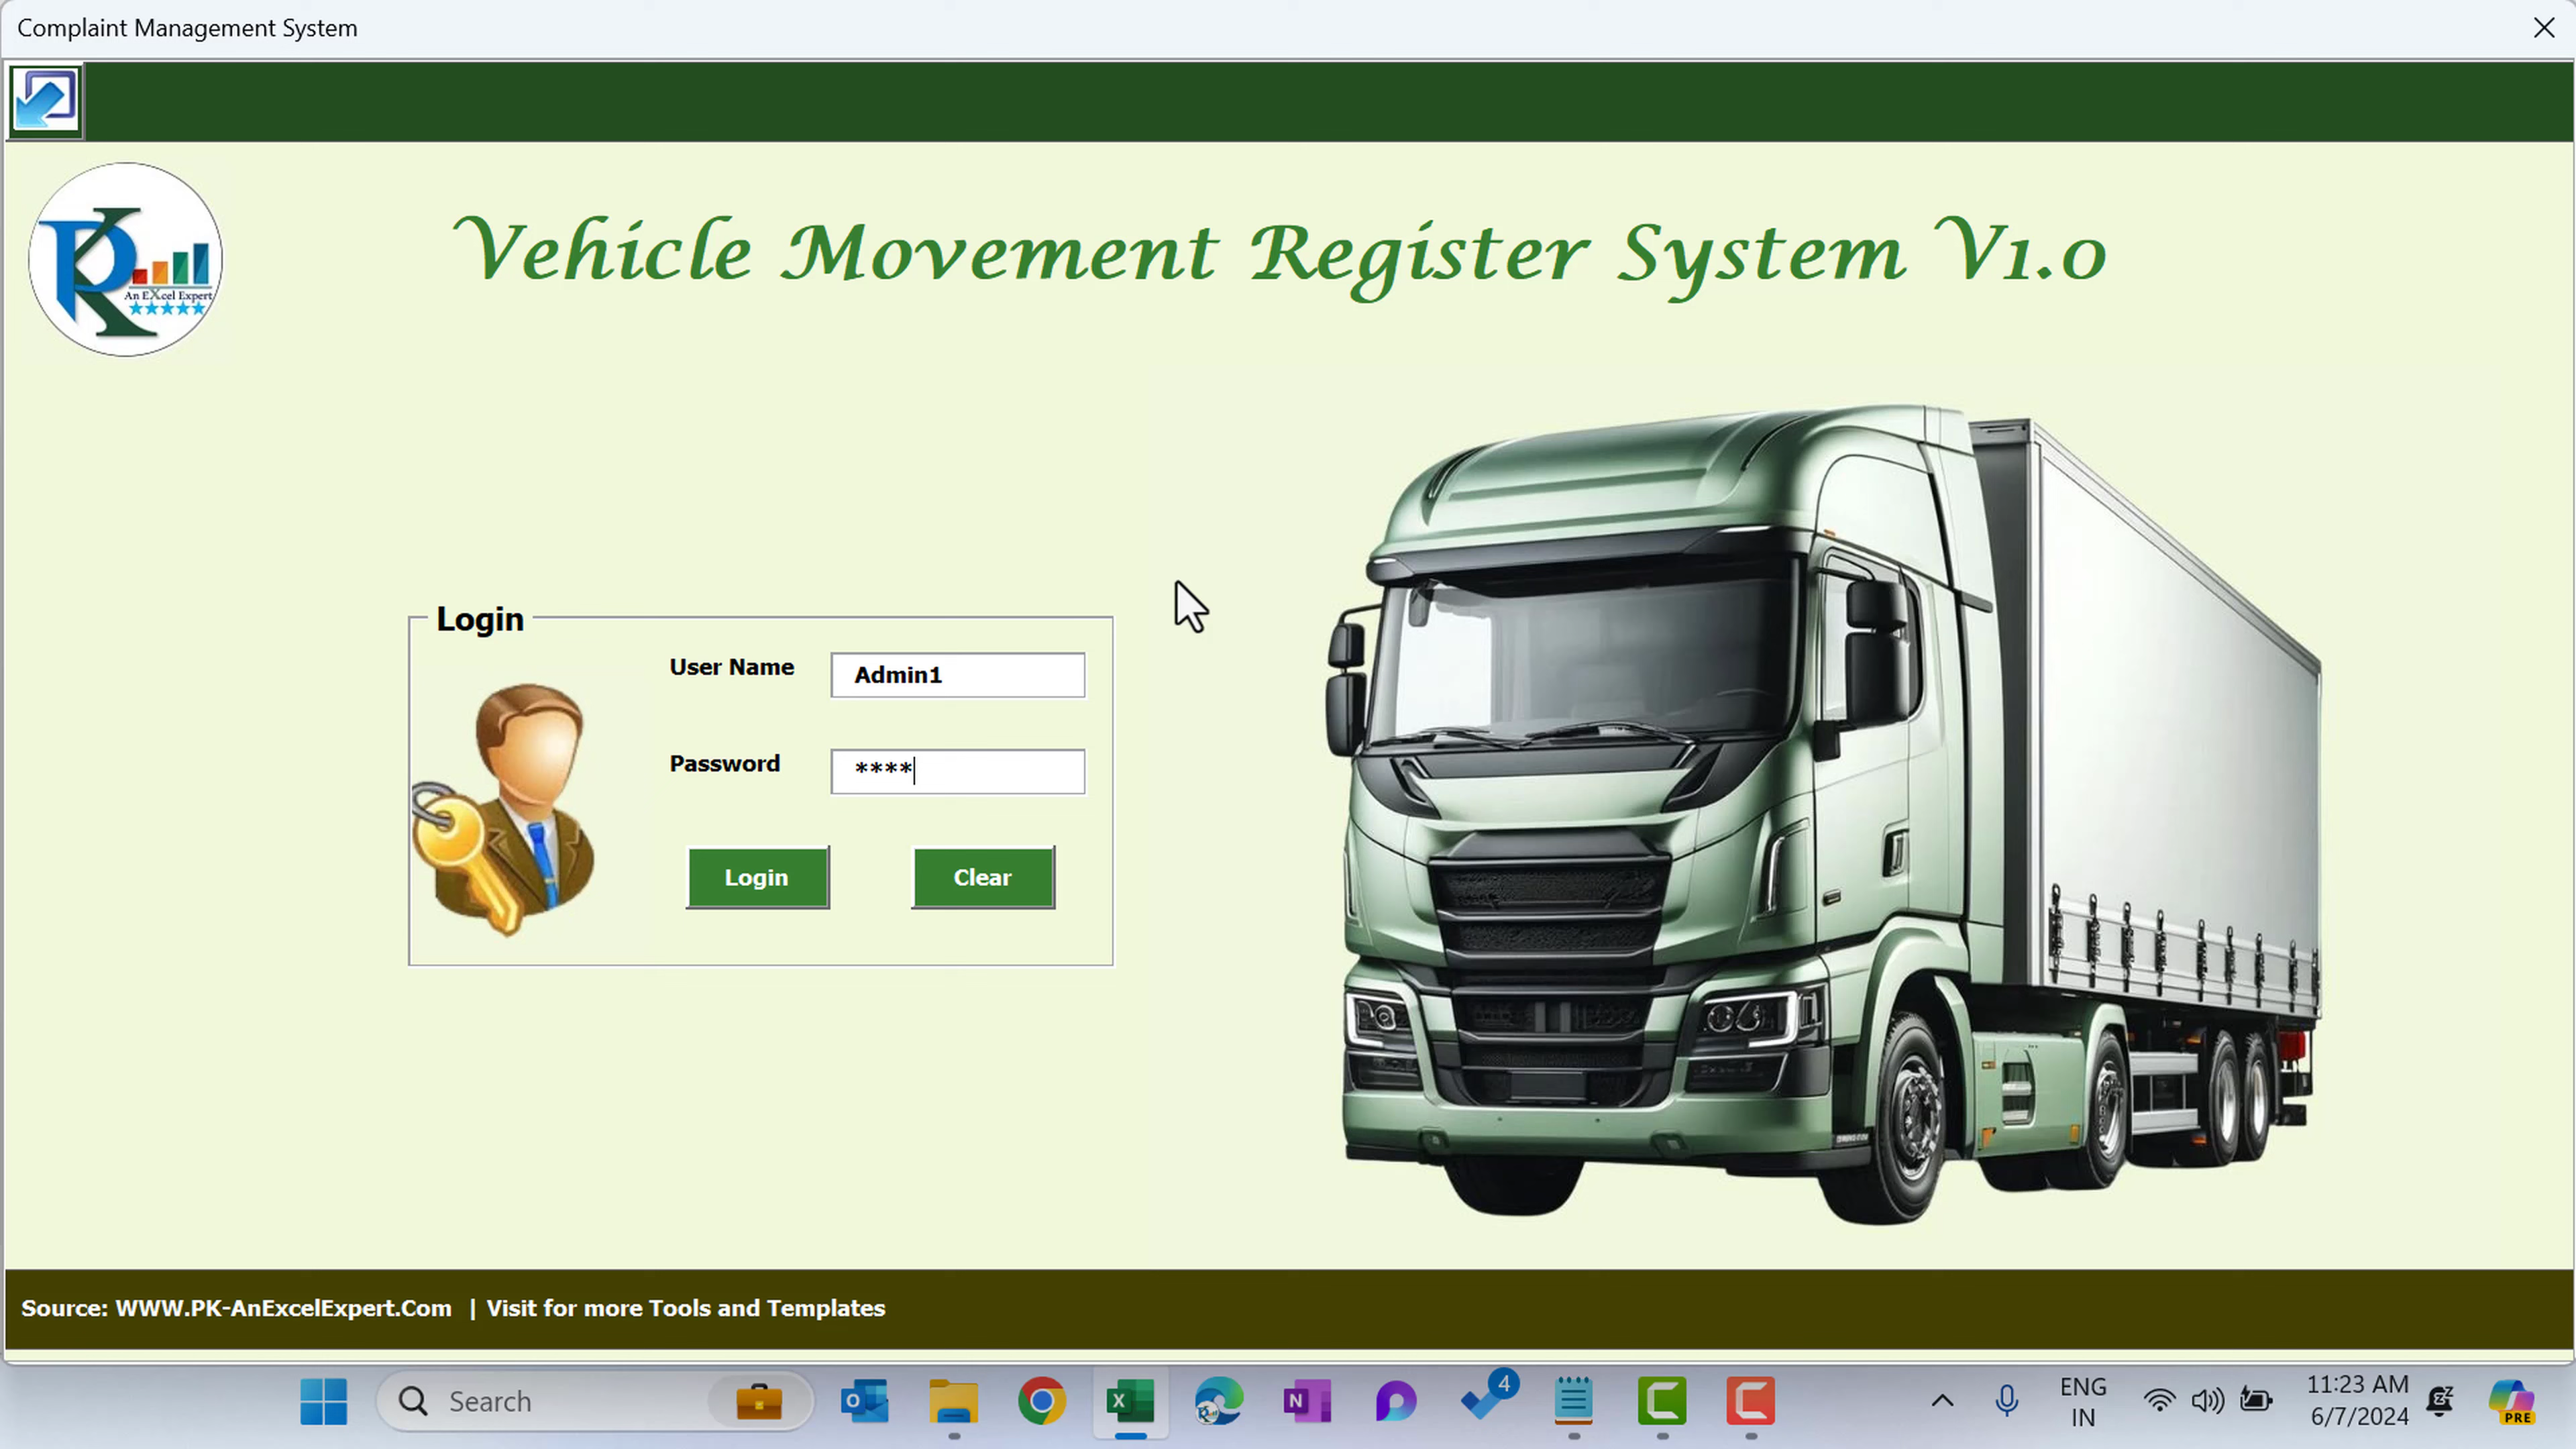 Complaint Management System
An EXcel Expert
Vehicle Movement Register System V1.0
Login
User Name
Admin1
Password
****
Login
Clear
Source: WWW.PK-AnExcelExpert.Com | Visit for more Tools and Templates
Search
4
ENG
IN
11:23 AM
6/7/2024
PRE